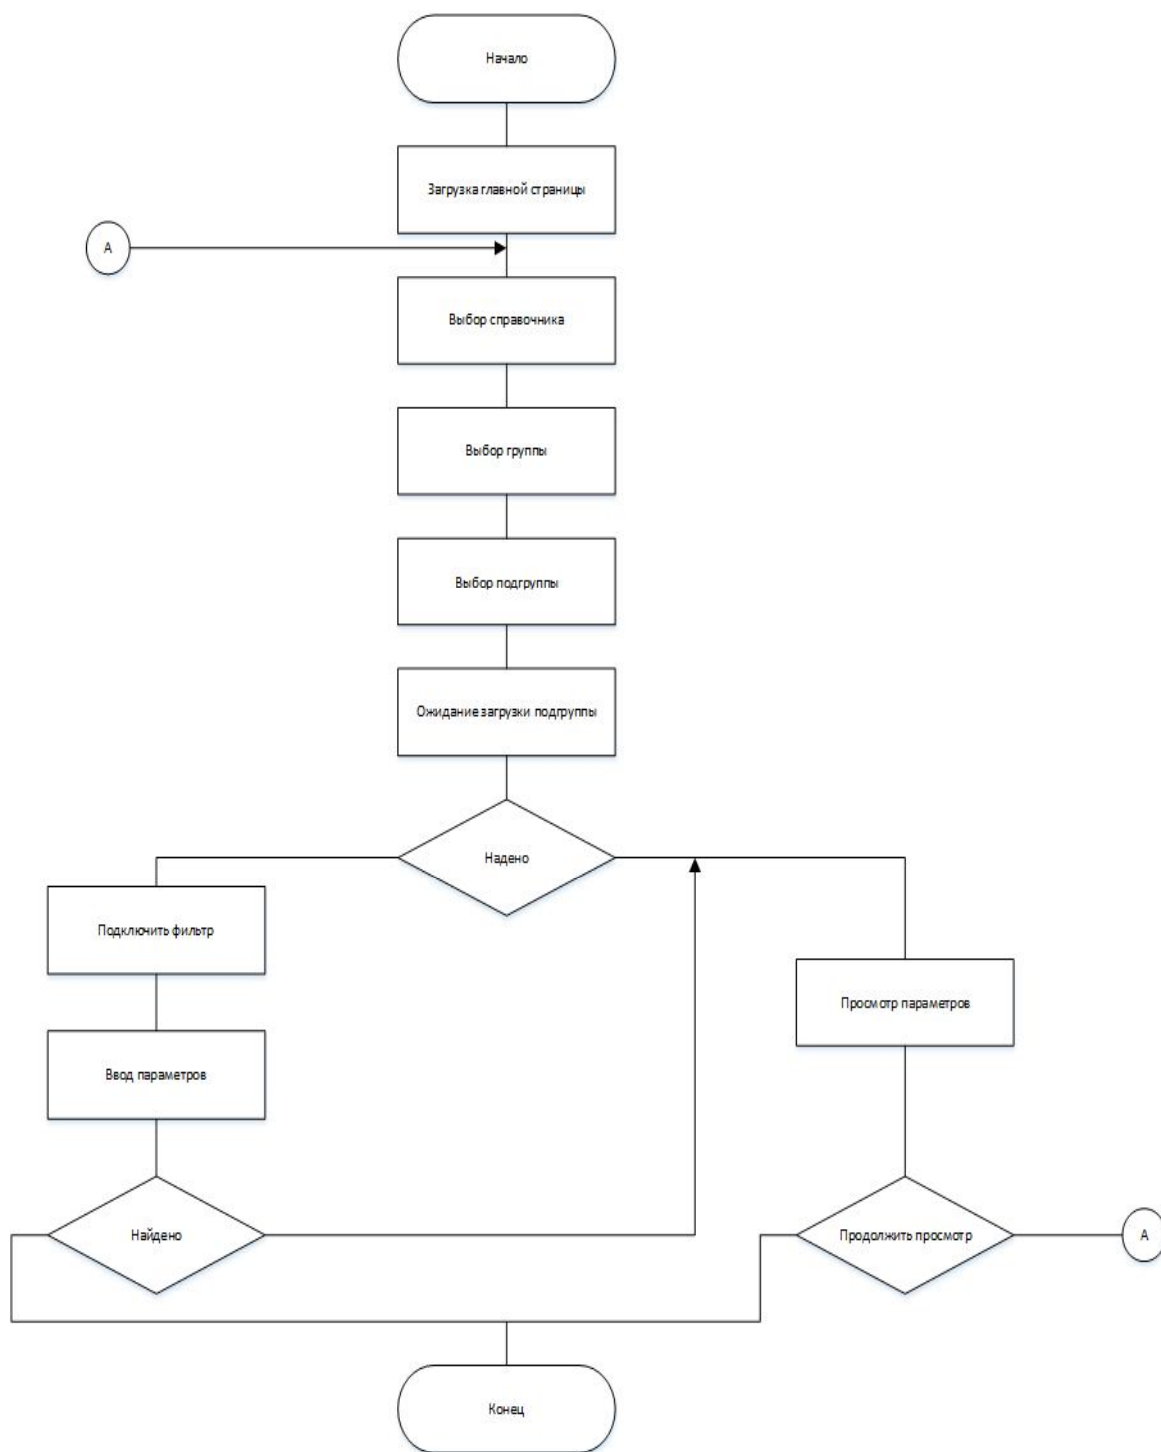 Начало
Загрузка главной страницы
А
Выбор справочника
Выбор группы
Выбор подгруппы
Ожидание загрузки подгруппы
Надено
Подключить фильтр
Просмотр параметров
Ввод параметров
Найдено
Продолжить просмотр
А
Конец